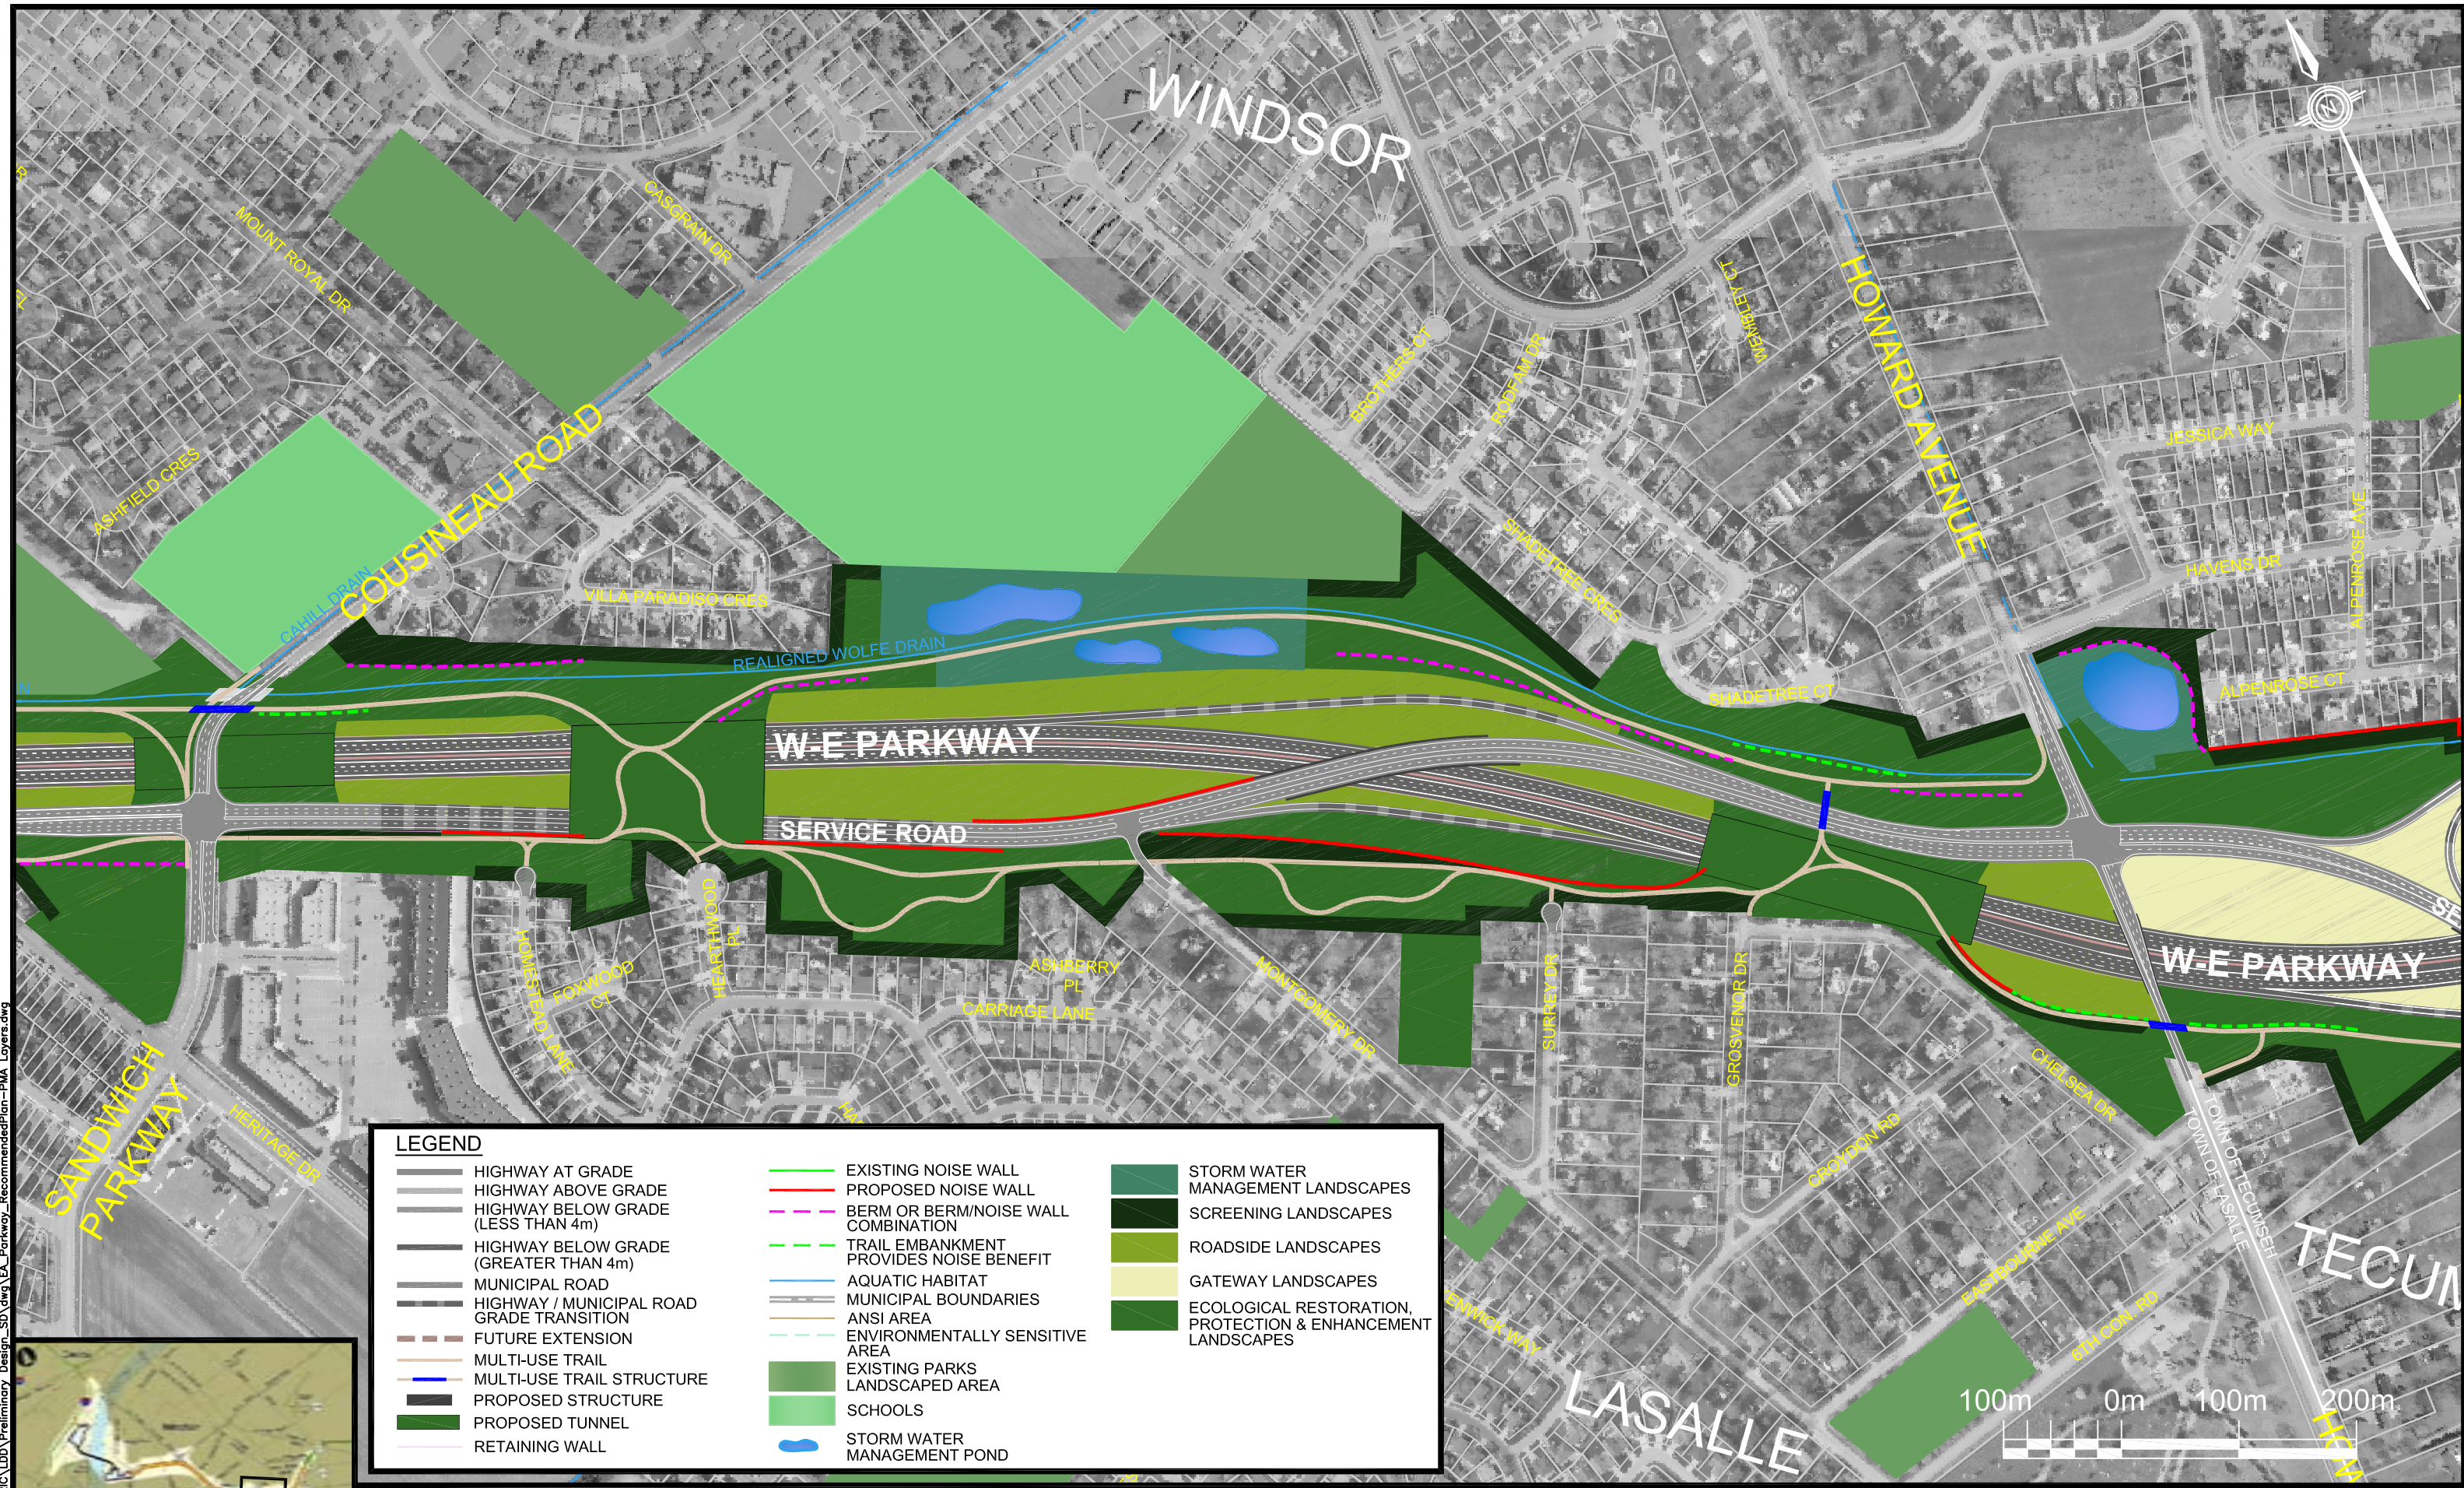 WINDSOR
CASGRAIN DR
MOUNT ROYAL DR
WEMBLEY CT
HOWARD AVENUE
BROTHERS CT
RODFAM DR
JESSICA WAY
ASHFIELD CRES
COUSINEAU ROAD
CAHILL DRAIN
VILLA PARADISO CRES
SHADETREE CRES
HAVENS DR
ALPENROSE AVE
REALIGNED WOLFE DRAIN
SHADETREE CT
ALPENROSE CT
W-E PARKWAY
SERVICE ROAD
HOMESTEAD LANE
FOXWOOD
CT
HEARTHWOOD
PL
ASHBERRY
PL
CARRIAGE LANE
MONTGOMERY DR
SURREY DR
GROSVENOR DR
W-E PARKWAY
CHELSEA DR
SANDWICH
PARKWAY
HERITAGE DR
CROYDON RD
TOWN OF TECUMSEH
TOWN OF LASALLE
EASTBOURNE AVE
6TH CON. RD
LASALLE
100m 0m 100m 200m
LEGEND
HIGHWAY AT GRADE
HIGHWAY ABOVE GRADE
HIGHWAY BELOW GRADE
(LESS THAN 4m)
HIGHWAY BELOW GRADE
(GREATER THAN 4m)
MUNICIPAL ROAD
HIGHWAY / MUNICIPAL ROAD
GRADE TRANSITION
FUTURE EXTENSION
MULTI-USE TRAIL
MULTI-USE TRAIL STRUCTURE
PROPOSED STRUCTURE
PROPOSED TUNNEL
RETAINING WALL
EXISTING NOISE WALL
PROPOSED NOISE WALL
BERM OR BERM/NOISE WALL
COMBINATION
TRAIL EMBANKMENT
PROVIDES NOISE BENEFIT
AQUATIC HABITAT
MUNICIPAL BOUNDARIES
ANSI AREA
ENVIRONMENTALLY SENSITIVE
AREA
EXISTING PARKS
LANDSCAPED AREA
SCHOOLS
STORM WATER
MANAGEMENT POND
STORM WATER
MANAGEMENT LANDSCAPES
SCREENING LANDSCAPES
ROADSIDE LANDSCAPES
GATEWAY LANDSCAPES
ECOLOGICAL RESTORATION,
PROTECTION & ENHANCEMENT
LANDSCAPES